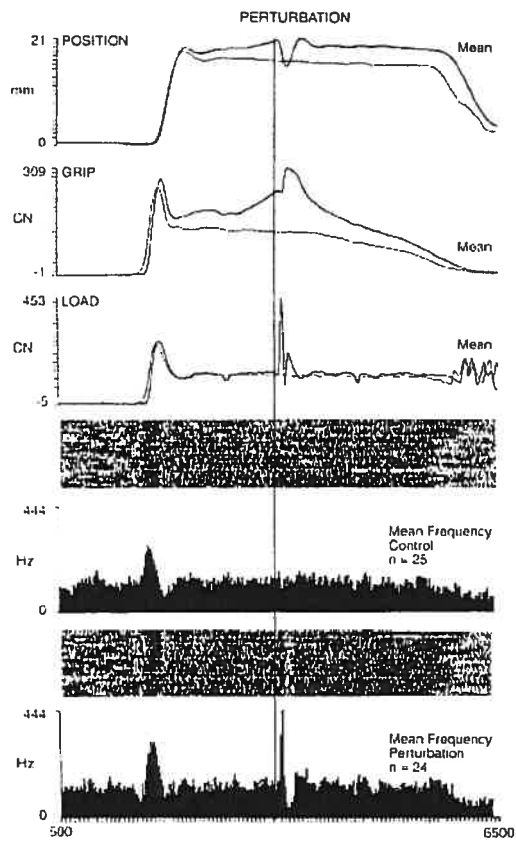 PERTURBATION
21 POSITION Mean
mm
0
309 GRIP
CN
Mean
-1
453 LOAD
Mean
CN
-5
444
Mean Frequency
Control
n = 25
Hz
0
444
Mean Frequency
Perturbation
n = 24
Hz
0
500 6500